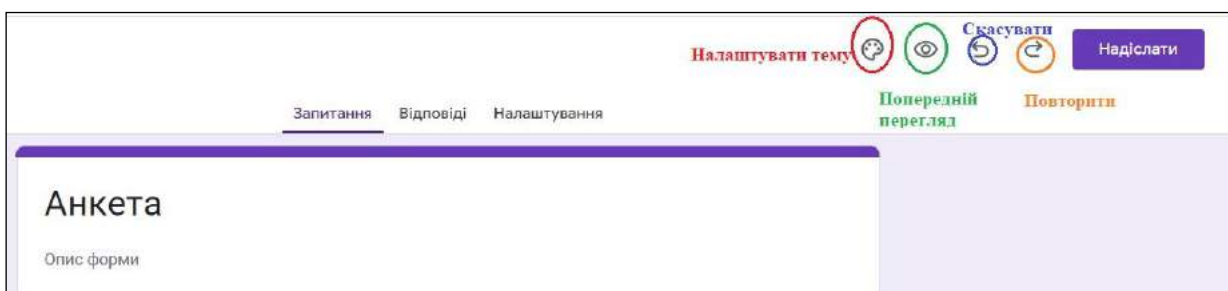 Скасувати
Налаштувати тему
Надіслати
Попередній
перегляд
Повторити
Запитання Відповіді Налаштування
Анкета
Опис форми